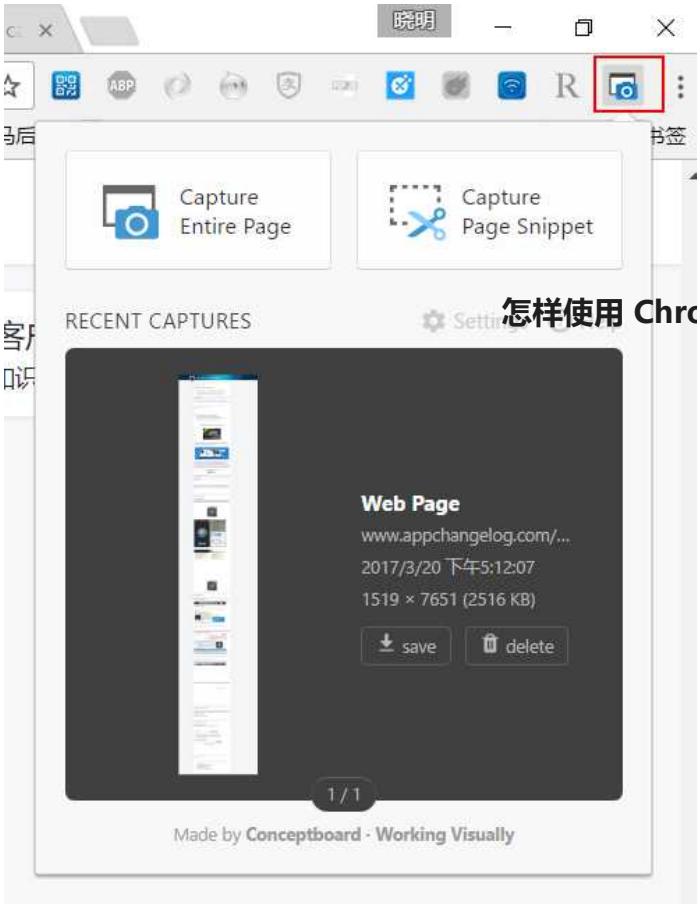 晓明
ABP
R
马后
书签
Capture
Entire Page
Capture
Page Snippet
RECENT CAPTURES
怎样使用 Chro
知识
Web Page
www.appchangelog.com/...
2017/3/20 下午5:12:07
1519 × 7651 (2516 KB)
save
delete
1 / 1
Made by Conceptboard - Working Visually